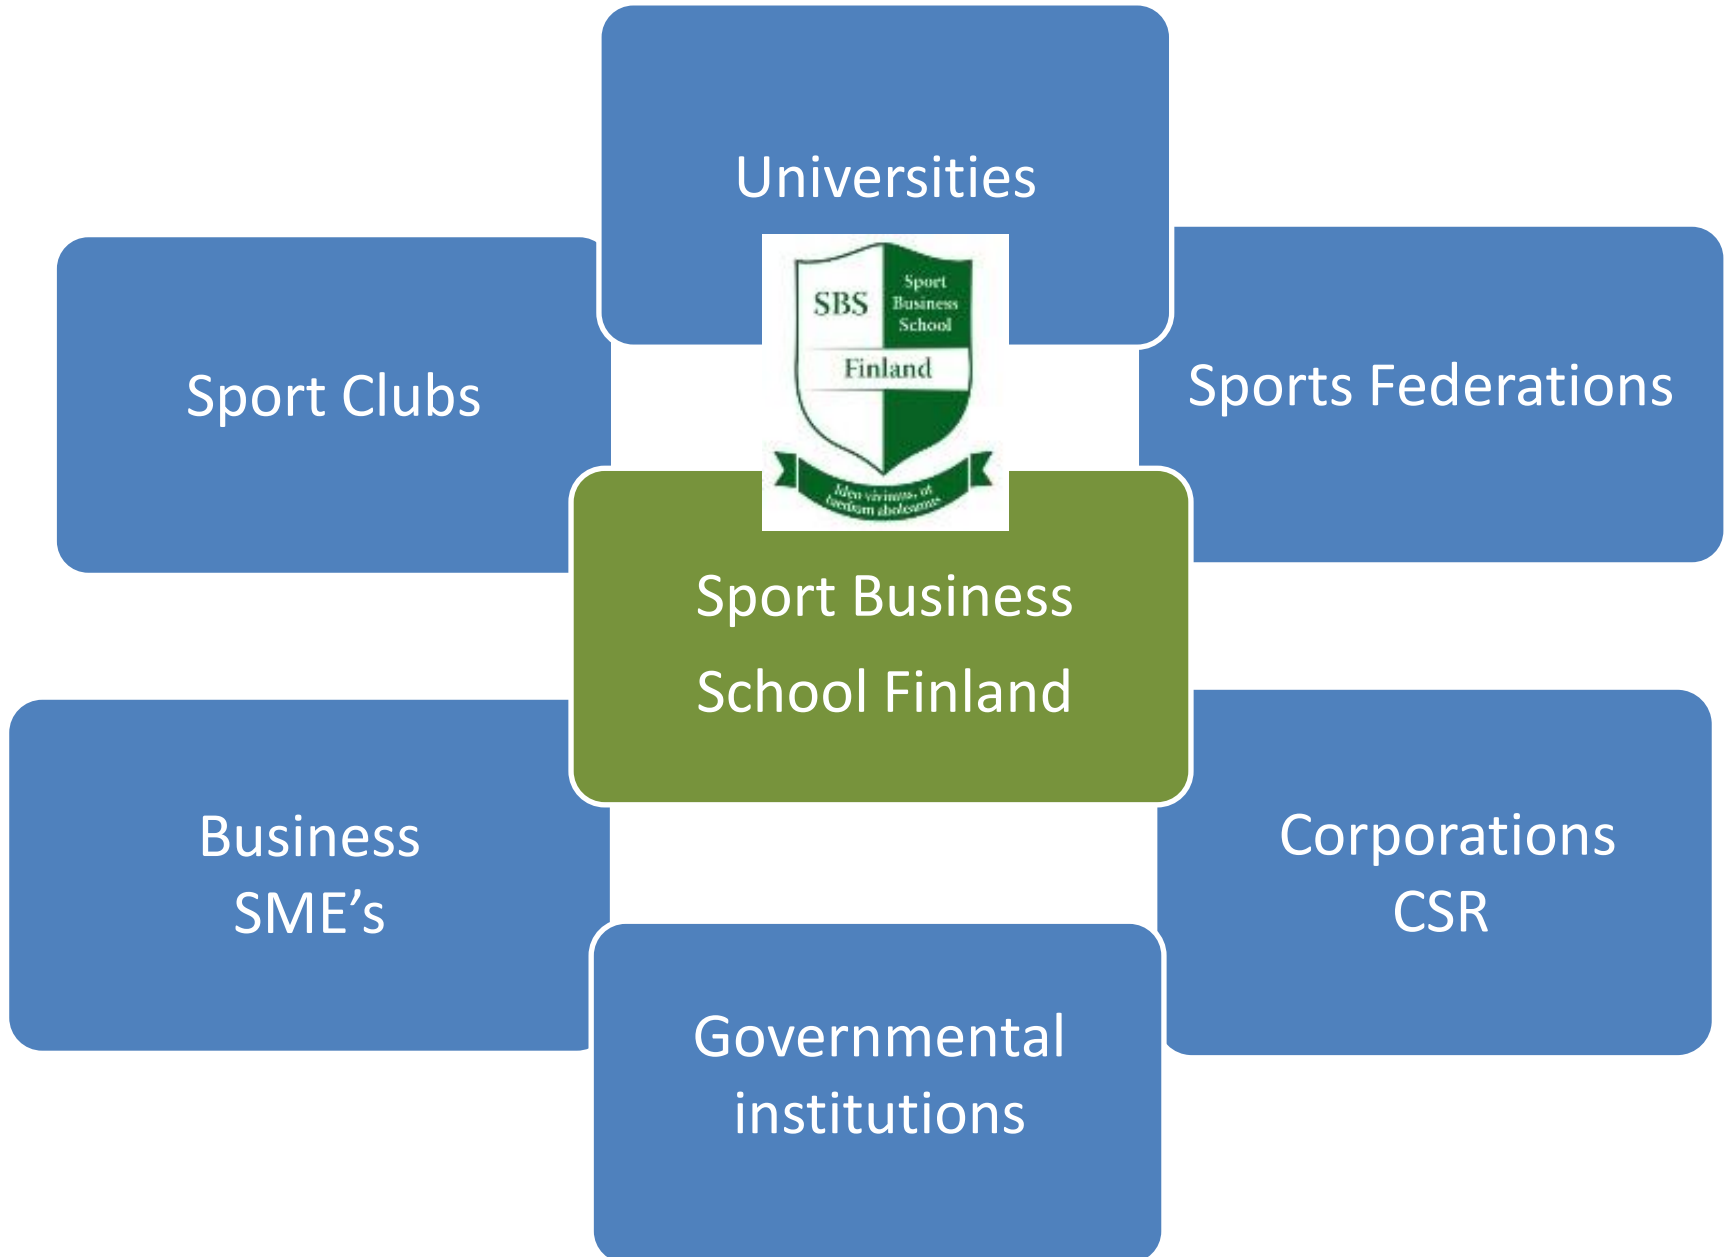 Universities
Sport Clubs
SBS
Sport
Business
School
Finland
Sports Federations
Sport Business
School Finland
Business
SME’s
Corporations
CSR
Governmental
institutions